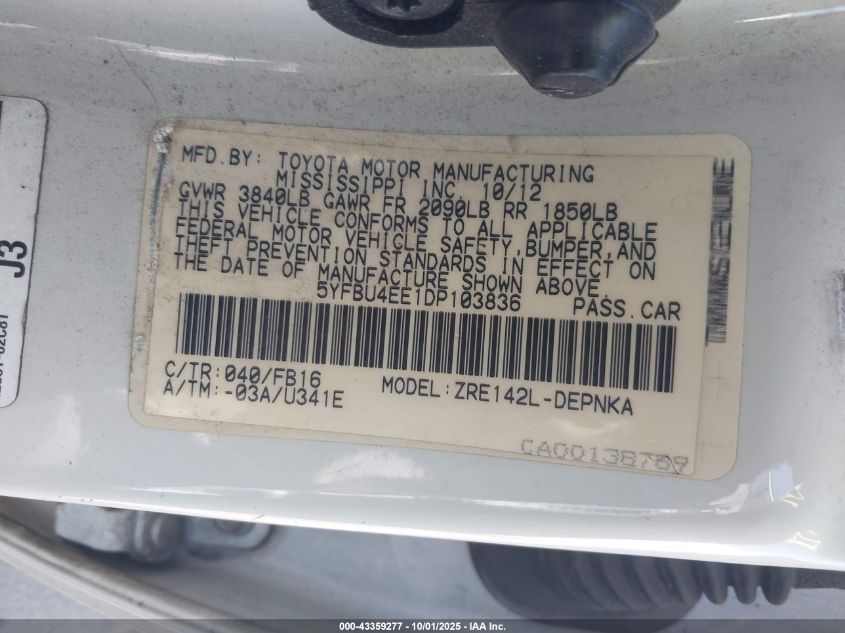 MFD.BY: TOYOTA MOTOR MANUFACTURING
MISSISSIPPI INC. 10/12
GVWR 3840LB GAWR FR 2090LB RR 1850LB
THIS VEHICLE CONFORMS TO ALL APPLICABLE
FEDERAL MOTOR VEHICLE SAFETY,BUMPER,AND
THEFT PREVENTION STANDARDS IN EFFECT ON
THE DATE OF MANUFACTURE SHOWN ABOVE.
5YFBU4EE1DP103836 PASS.CAR
C/TR:040/FB16
A/TM:-03A/U341E MODEL:ZRE142L-DEPNKA
CA00138789
J3
000-43359277 - 10/01/2025 - IAA Inc.